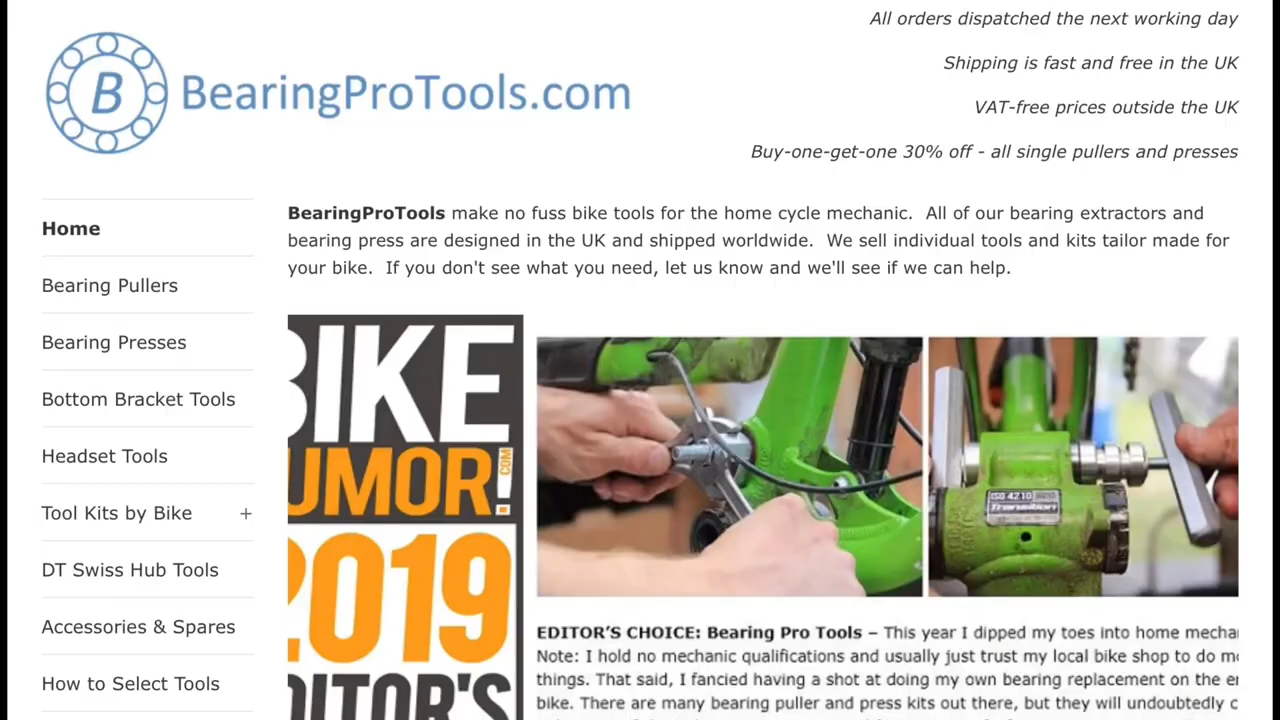 All orders dispatched the next working day
Shipping is fast and free in the UK
VAT-free prices outside the UK
Buy-one-get-one 30% off - all single pullers and presses
B BearingProTools.com
Home
Bearing Pullers
Bearing Presses
Bottom Bracket Tools
Headset Tools
Tool Kits by Bike +
DT Swiss Hub Tools
Accessories & Spares
How to Select Tools
BearingProTools make no fuss bike tools for the home cycle mechanic. All of our bearing extractors and
bearing press are designed in the UK and shipped worldwide. We sell individual tools and kits tailor made for
your bike. If you don't see what you need, let us know and we'll see if we can help.
BIKE
UMOR!
.COM
2019
DITOR'S
ISO 4210
Transition
EDITOR'S CHOICE: Bearing Pro Tools – This year I dipped my toes into home mecha
Note: I hold no mechanic qualifications and usually just trust my local bike shop to do mo
things. That said, I fancied having a shot at doing my own bearing replacement on the e
bike. There are many bearing puller and press kits out there, but they will undoubtedly c